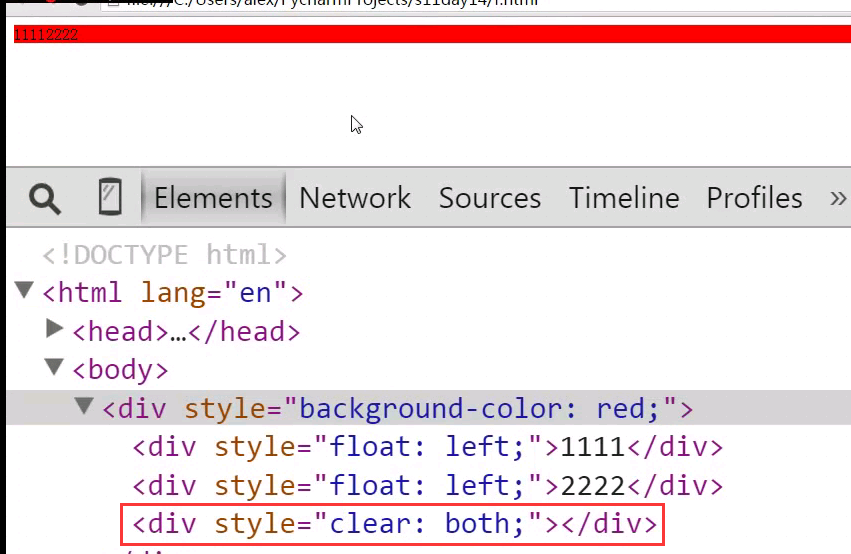 C:/Users/alex/PycharmProjects/s11day14/f.html
11112222
Elements Network Sources Timeline Profiles »
<!DOCTYPE html>
<html lang="en">
<head>…</head>
<body>
<div style="background-color: red;">
<div style="float: left;">1111</div>
<div style="float: left;">2222</div>
<div style="clear: both;"></div>